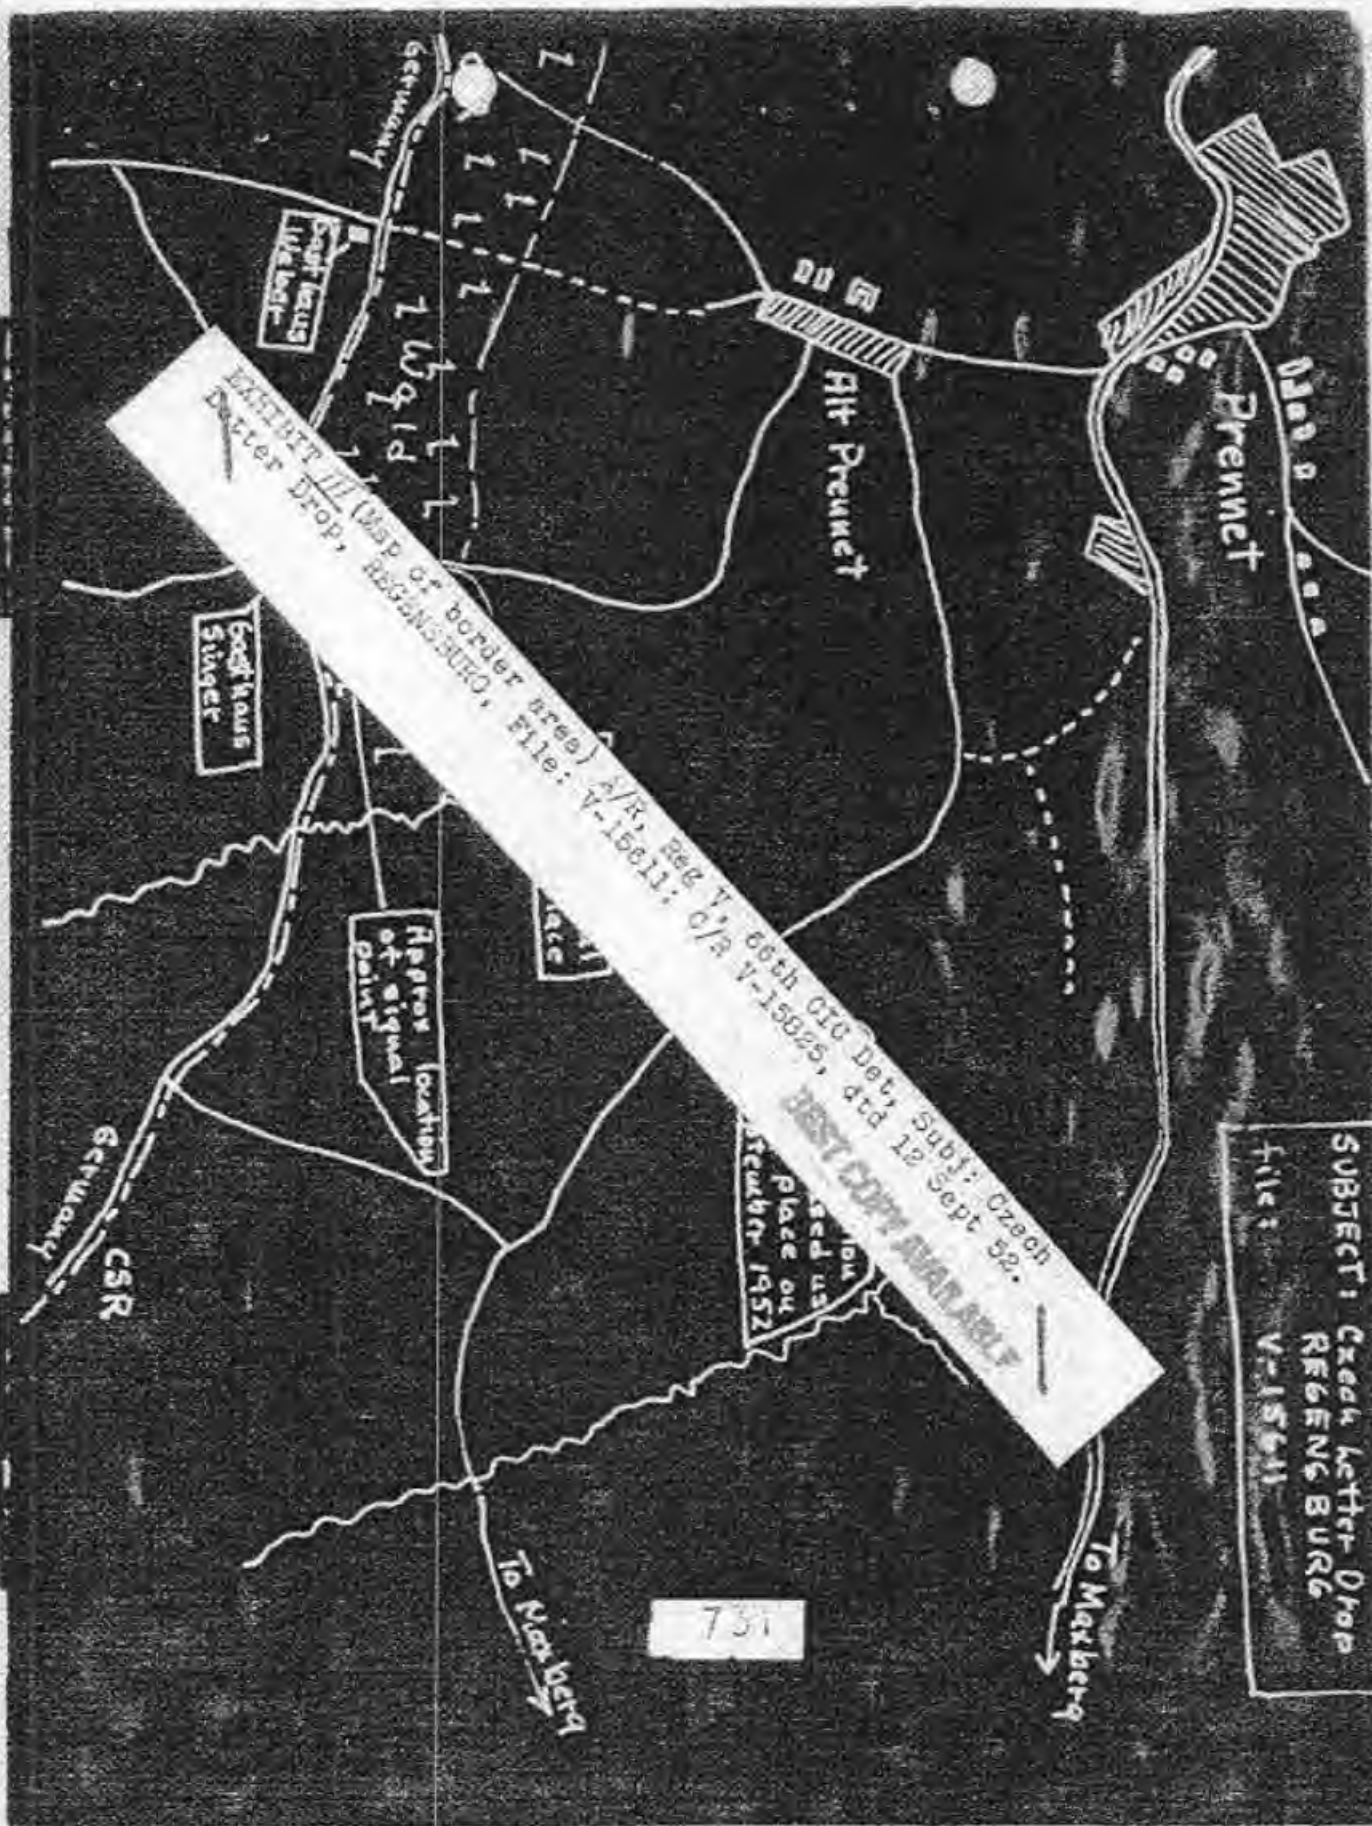 SUBJECT: Czech Letter Drop
REGENSBURG
file: V-15611
Prennet
Alt Prennet
Germany
Gasthaus
Weber
Wald
Gasthaus
Singer
Approx location
of signal
point
place on
1952
To Maxberg
To Maxberg
Germany
CSR
EXHIBIT III (Map of border area) A/R, Reg V, 66th CIC Det, Subj: Czech
Letter Drop, REGENSBURG, File: V-15611; C/R V-15825, dtd 12 Sept 52.
BEST COPY AVAILABLE
731